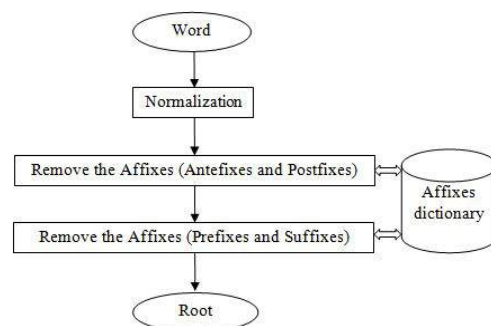 Word
Normalization
Remove the Affixes (Antefixes and Postfixes)
Affixes
dictionary
Remove the Affixes (Prefixes and Suffixes)
Root